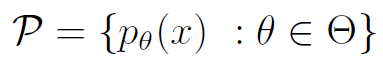 𝒫 = {p_θ(x) : θ ∈ Θ}